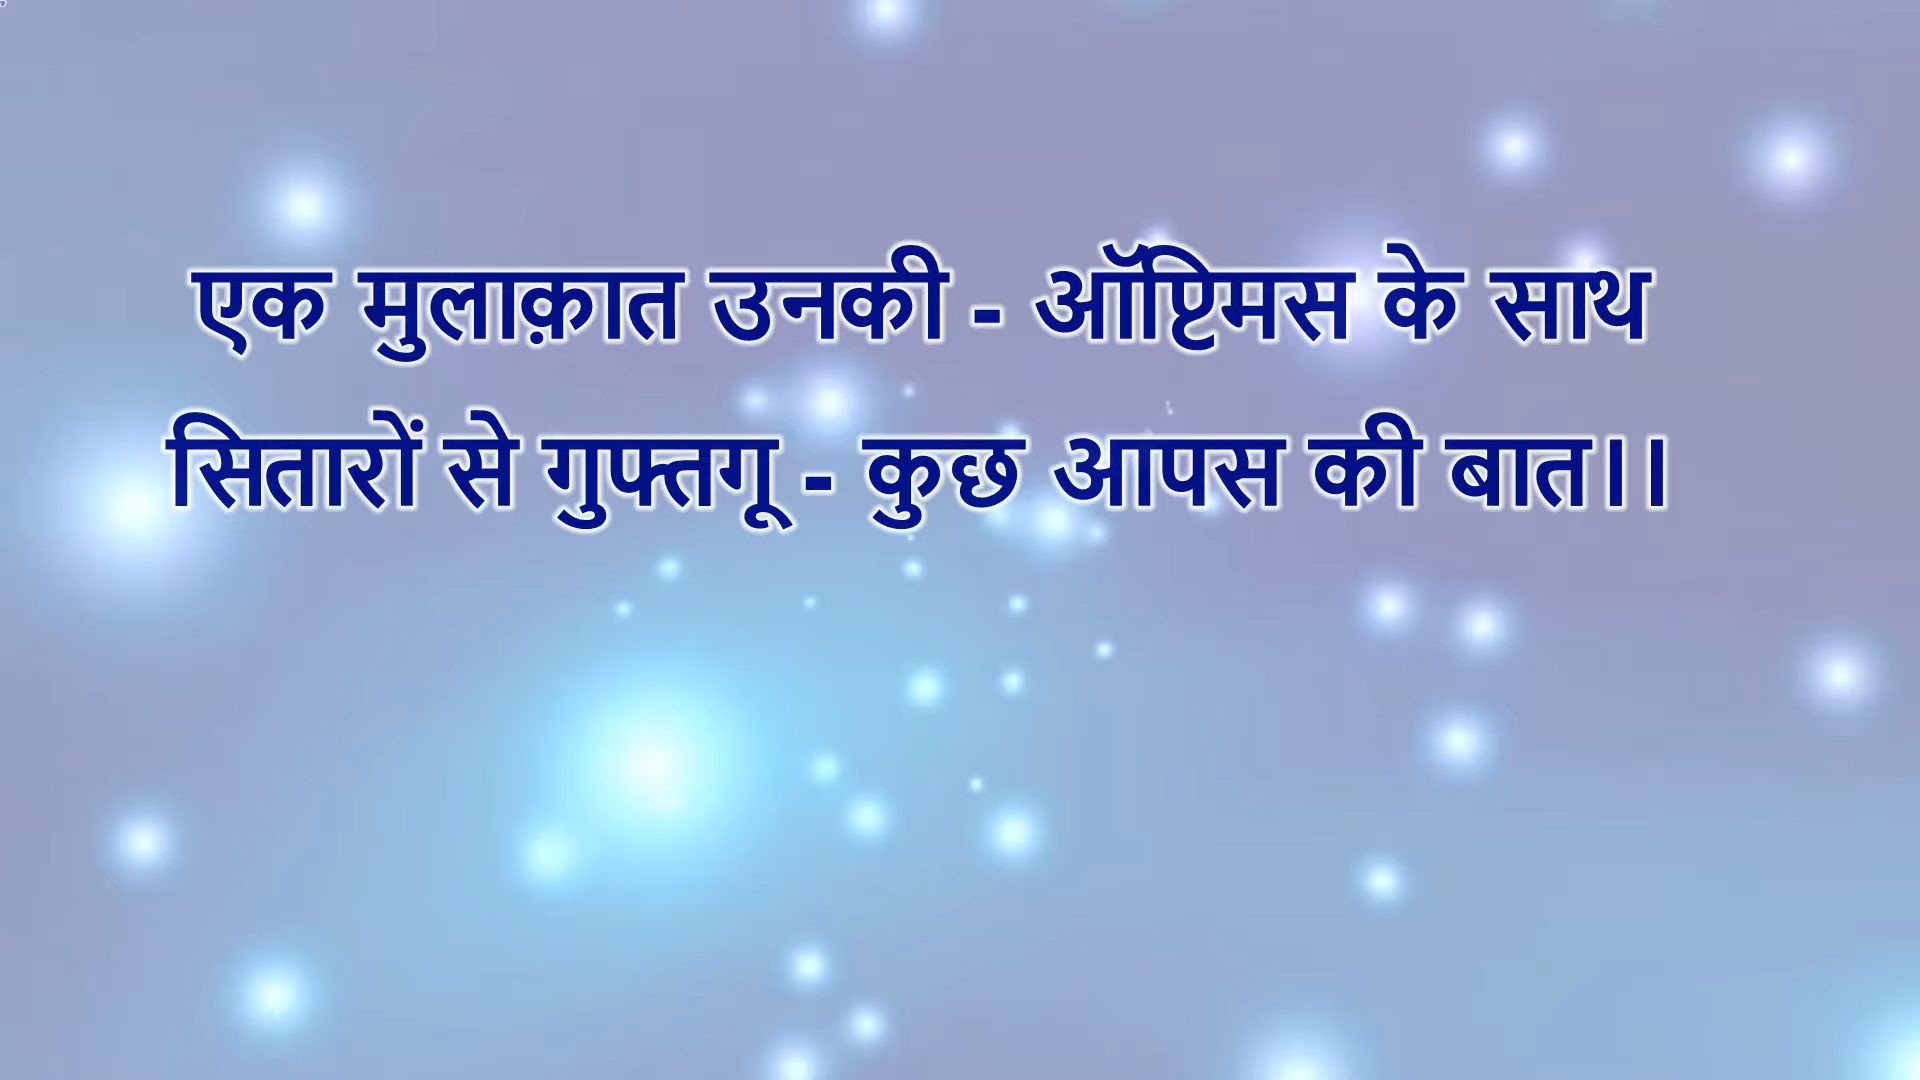 एक मुलाक़ात उनकी - ऑप्टिमस के साथ
सितारों से गुफ्तगू - कुछ आपस की बात।।